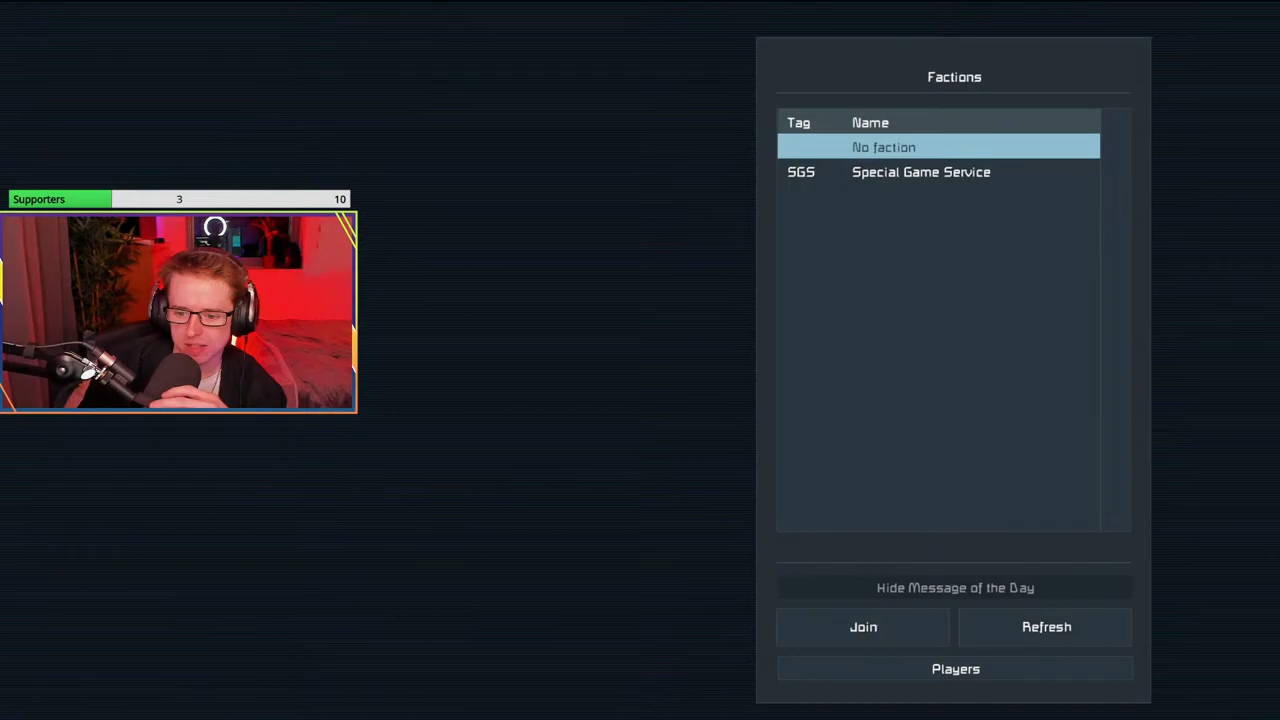 Factions
Tag Name
No faction
SGS Special Game Service
Supporters 3 10
Hide Message of the Day
Join Refresh
Players